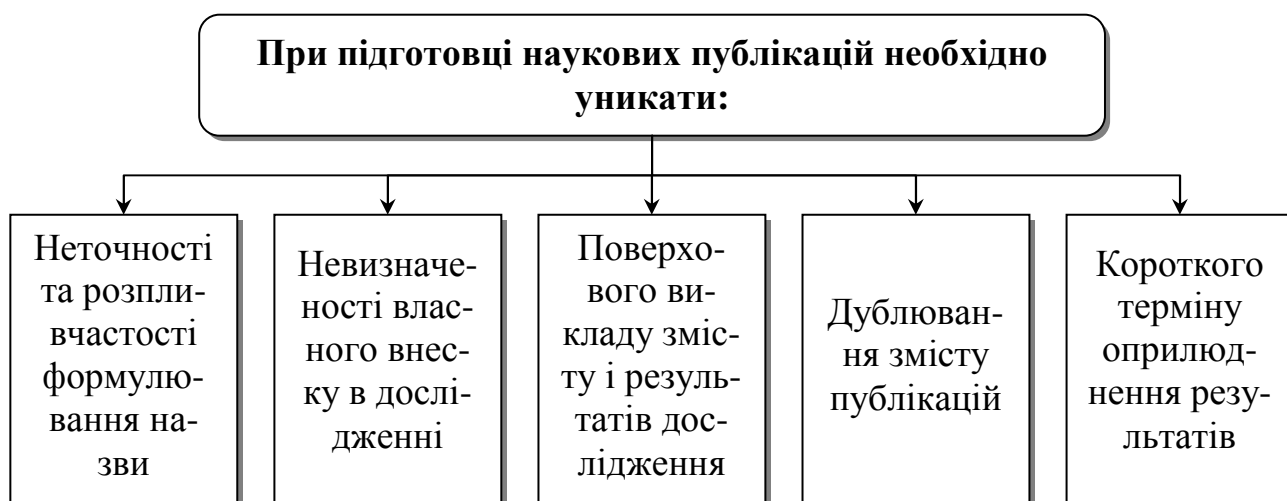 При підготовці наукових публікацій необхідно
уникати:
Неточності
та розпли-
вчастості
формулю-
вання на-
зви
Невизначе-
ності влас-
ного внес-
ку в дослі-
дженні
Поверхо-
вого ви-
кладу зміс-
ту і резуль-
татів дос-
лідження
Дублюван-
ня змісту
публікацій
Короткого
терміну
оприлюд-
нення резу-
льтатів